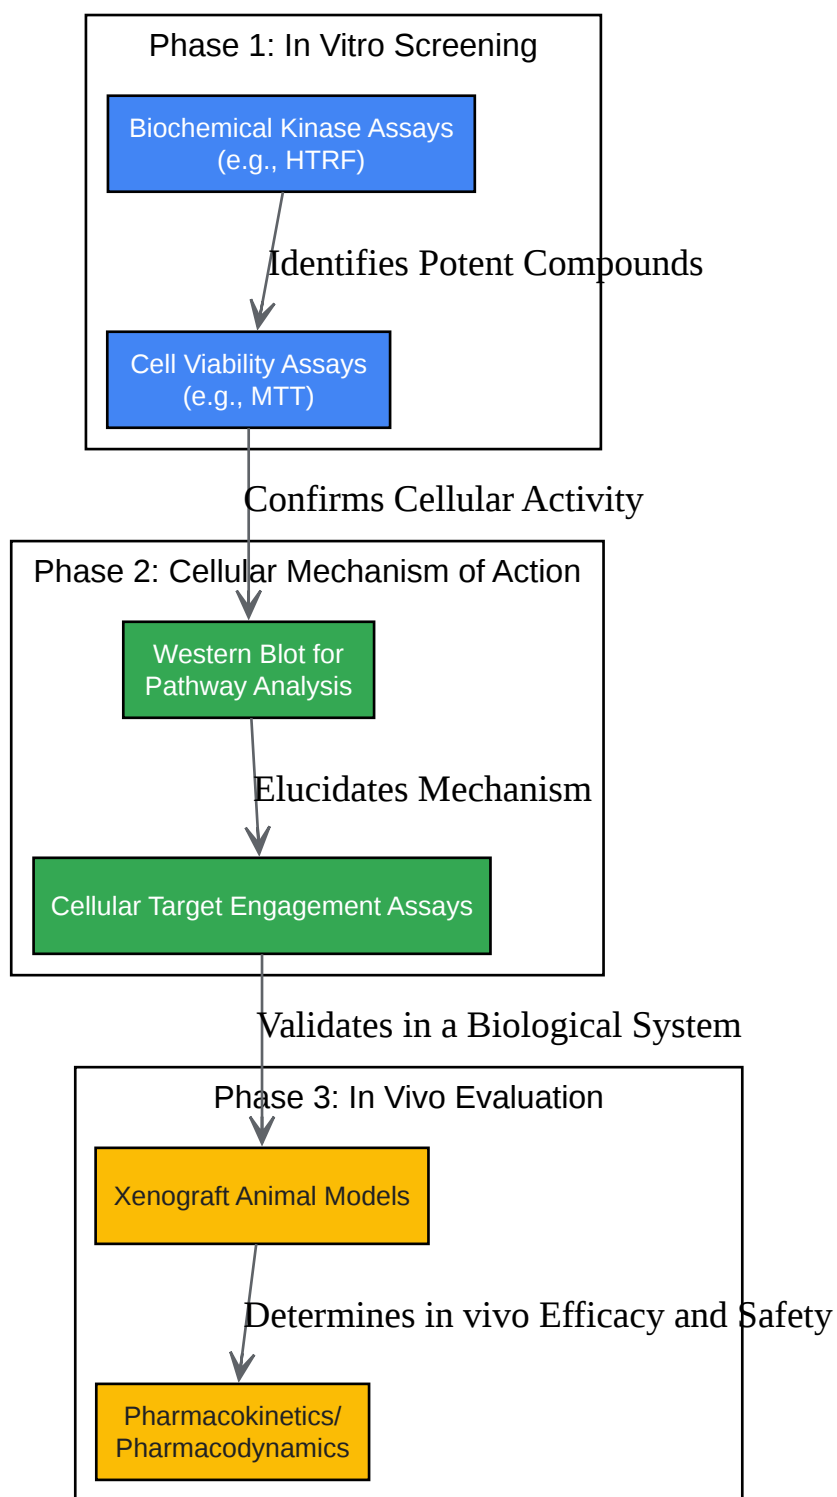 Phase 1: In Vitro Screening
Biochemical Kinase Assays
(e.g., HTRF)
Identifies Potent Compounds
Cell Viability Assays
(e.g., MTT)
Confirms Cellular Activity
Phase 2: Cellular Mechanism of Action
Western Blot for
Pathway Analysis
Elucidates Mechanism
Cellular Target Engagement Assays
Validates in a Biological System
Phase 3: In Vivo Evaluation
Xenograft Animal Models
Determines in vivo Efficacy and Safety
Pharmacokinetics/
Pharmacodynamics